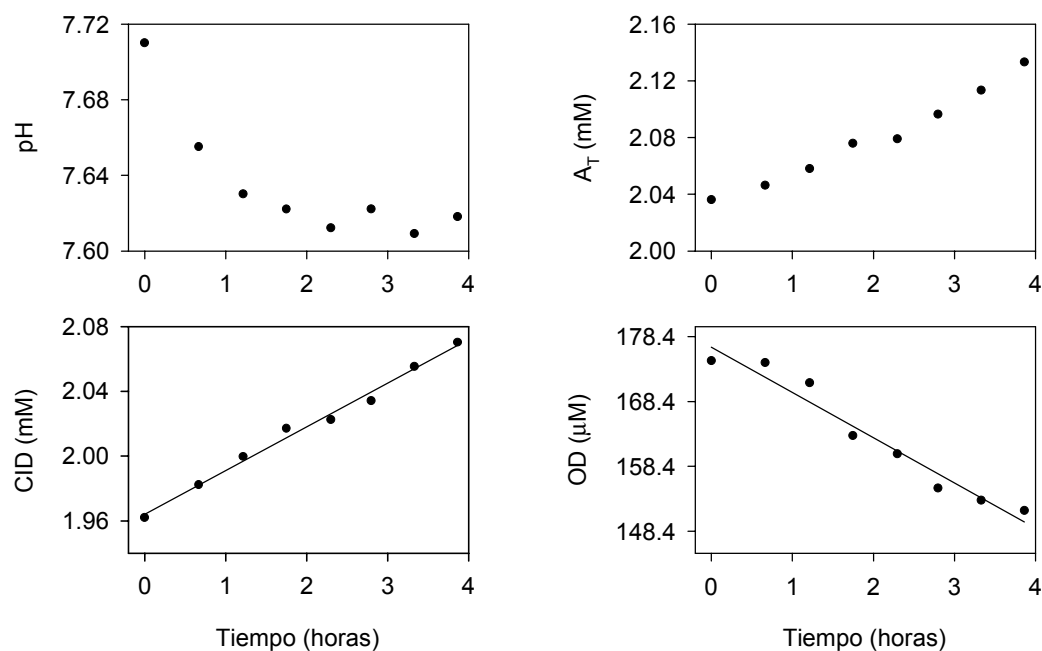 7.72
7.68
7.64
7.60
pH
0 1 2 3 4
2.16
2.12
2.08
2.04
2.00
A_T (mM)
0 1 2 3 4
2.08
2.04
2.00
1.96
CID (mM)
0 1 2 3 4
Tiempo (horas)
178.4
168.4
158.4
148.4
OD (μM)
0 1 2 3 4
Tiempo (horas)